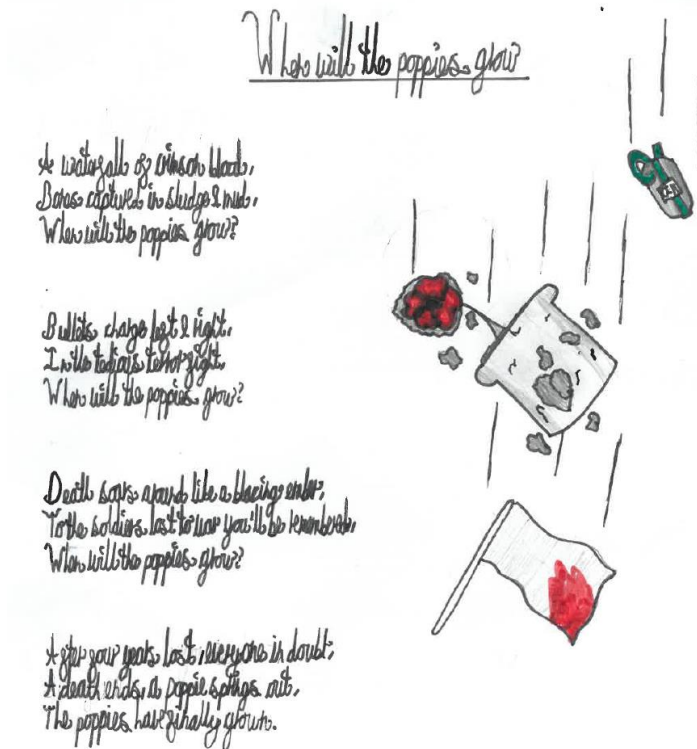 When will the poppies grow?
A waterfall of crimson blood,
Bones captured in sludge & mud,
When will the poppies grow?
Bullets charge left & right,
In the tedious terror fight,
When will the poppies grow?
Death soars around like a blazing ember,
To the soldiers lost to war you'll be remembered,
When will the poppies grow?
After four years lost, everyone in doubt,
A death ends, a poppie springs out,
The poppies have finally grown.